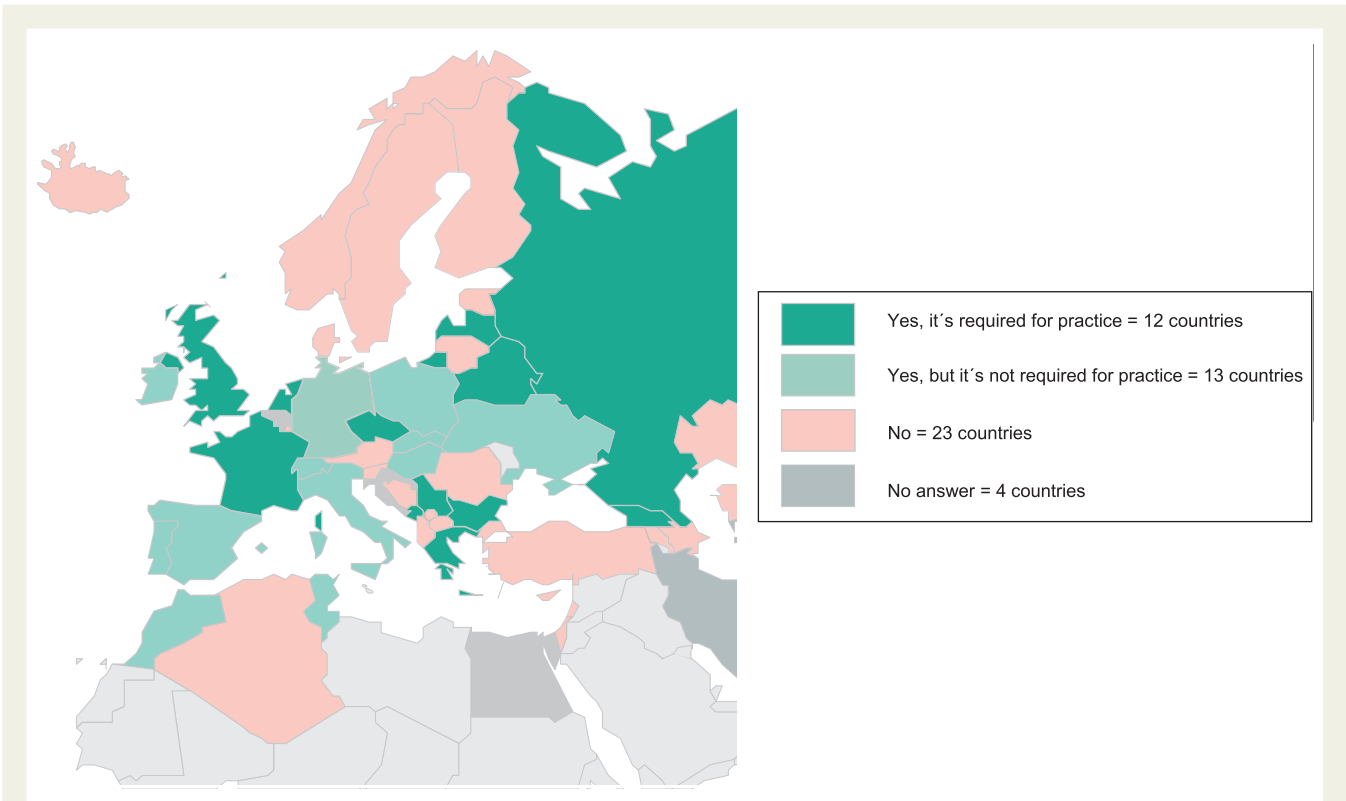 Yes, it´s required for practice = 12 countries
Yes, but it´s not required for practice = 13 countries
No = 23 countries
No answer = 4 countries